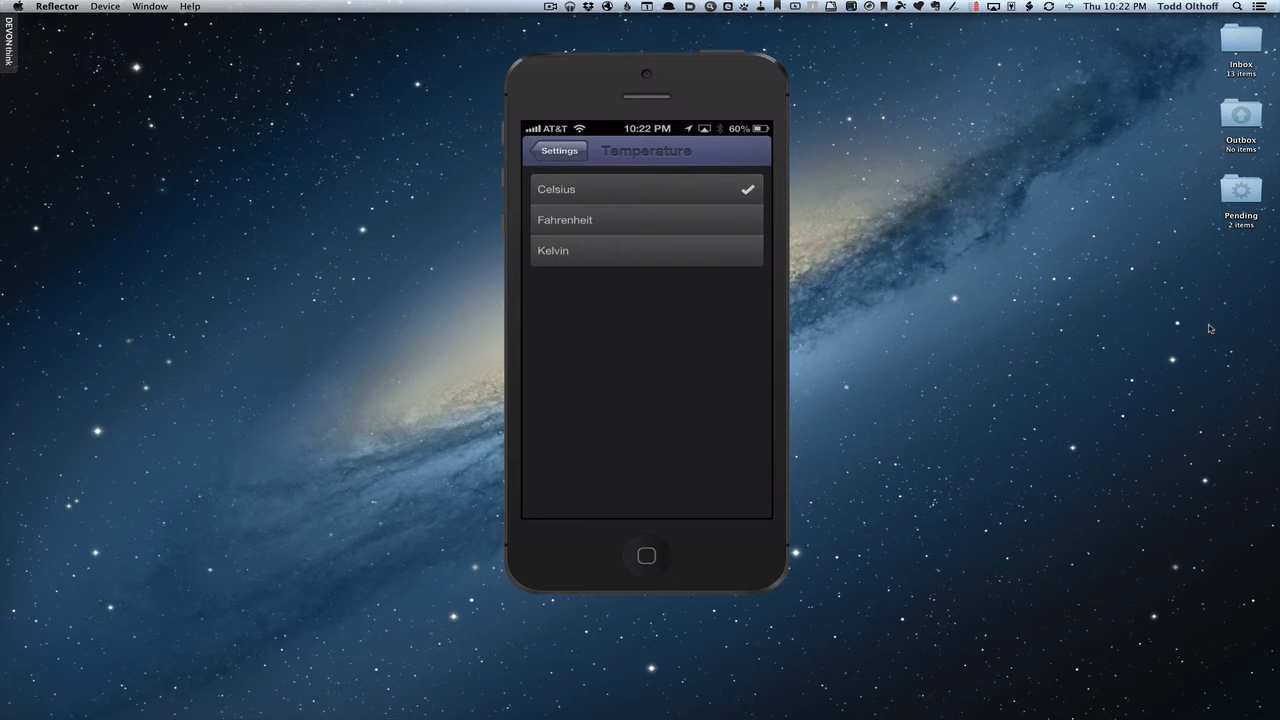 Reflector Device Window Help
Thu 10:22 PM Todd Olthoff
DEVONthink
Inbox
13 items
Outbox
No items
Pending
2 items
AT&T 10:22 PM 60%
Settings Temperature
Celsius
Fahrenheit
Kelvin